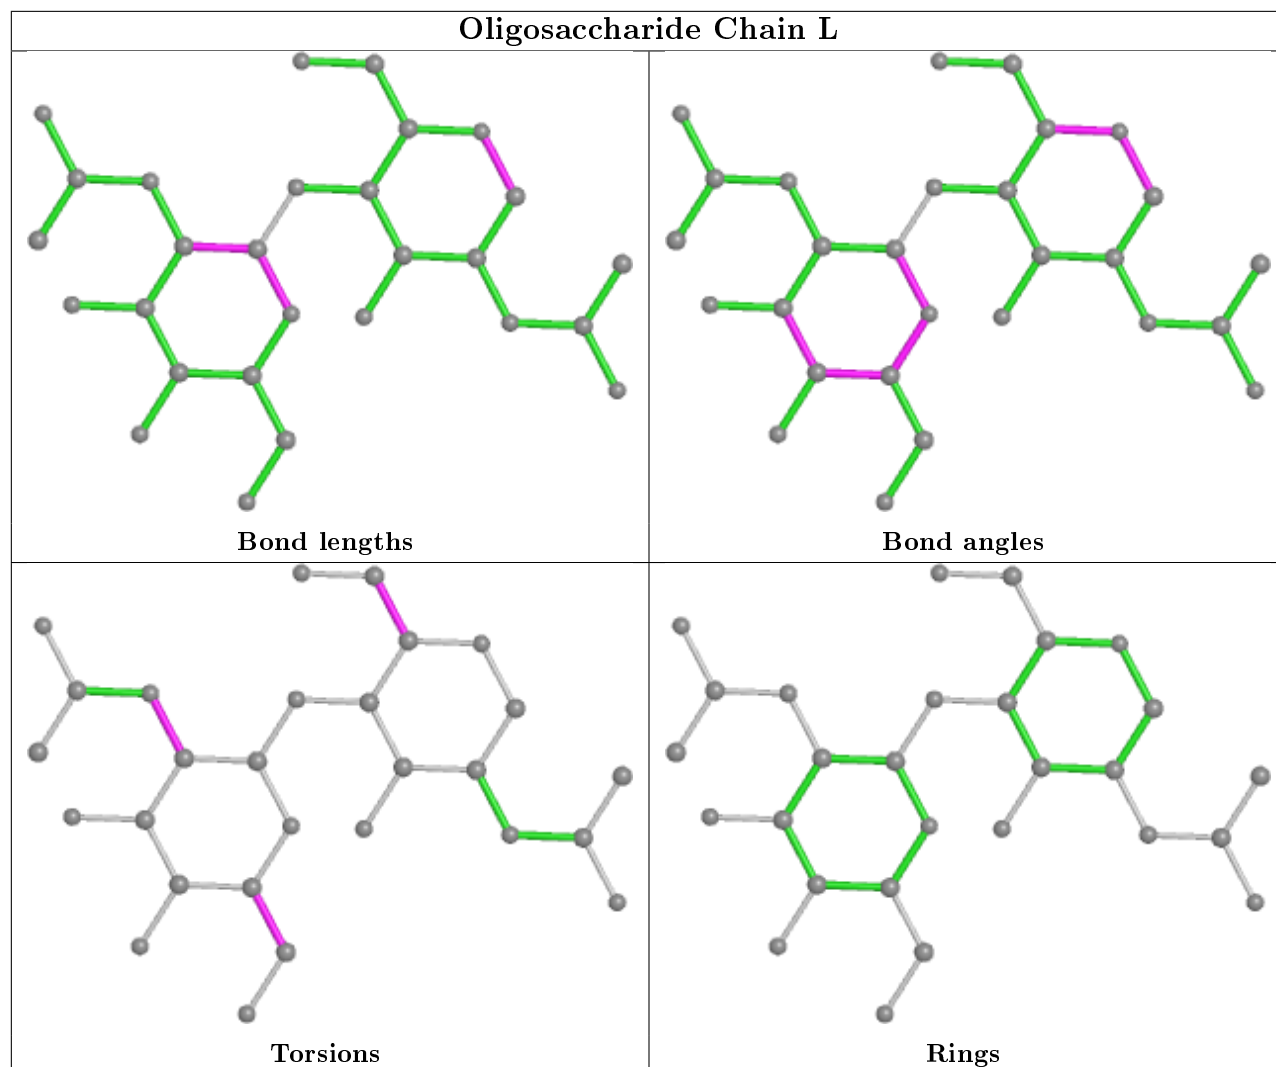 Oligosaccharide Chain L
Bond lengths
Bond angles
Torsions
Rings